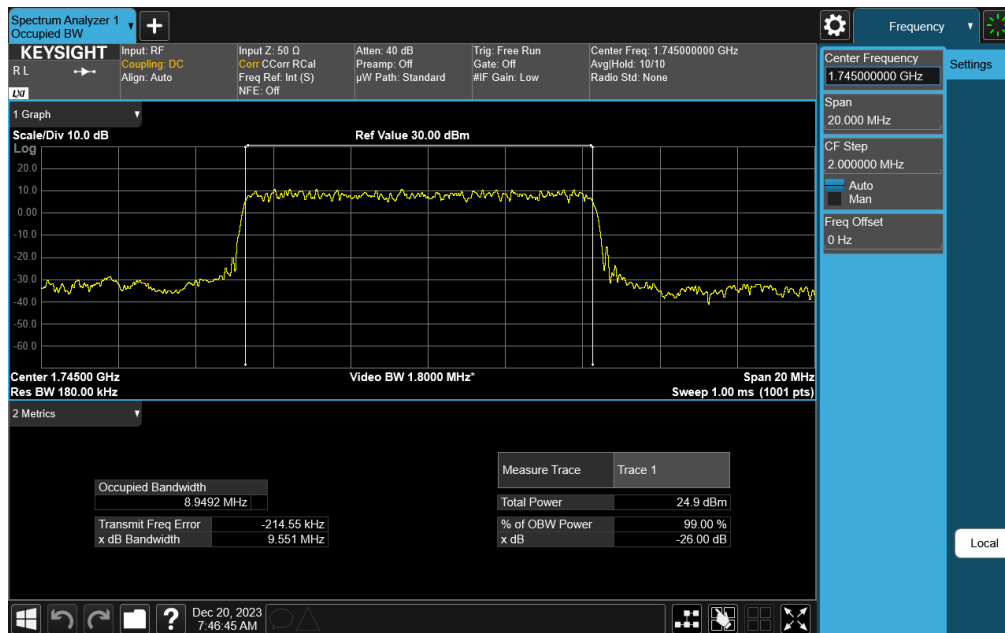 Spectrum Analyzer 1
Occupied BW
Frequency
KEYSIGHT
R L
LXI
Input: RF
Coupling: DC
Align: Auto
Input Z: 50 Ω
Corr CCorr RCal
Freq Ref: Int (S)
NFE: Off
Atten: 40 dB
Preamp: Off
µW Path: Standard
Trig: Free Run
Gate: Off
#IF Gain: Low
Center Freq: 1.745000000 GHz
Avg|Hold: 10/10
Radio Std: None
Center Frequency
1.745000000 GHz
Settings
Span
20.000 MHz
CF Step
2.000000 MHz
Auto
Man
Freq Offset
0 Hz
1 Graph
Scale/Div 10.0 dB
Ref Value 30.00 dBm
Log
20.0
10.0
0.00
-10.0
-20.0
-30.0
-40.0
-50.0
-60.0
Center 1.74500 GHz
Video BW 1.8000 MHz*
Span 20 MHz
Res BW 180.00 kHz
Sweep 1.00 ms (1001 pts)
2 Metrics
Measure Trace
Trace 1
Occupied Bandwidth
8.9492 MHz
Total Power
24.9 dBm
Transmit Freq Error
-214.55 kHz
% of OBW Power
99.00 %
x dB Bandwidth
9.551 MHz
x dB
-26.00 dB
Local
?
Dec 20, 2023
7:46:45 AM